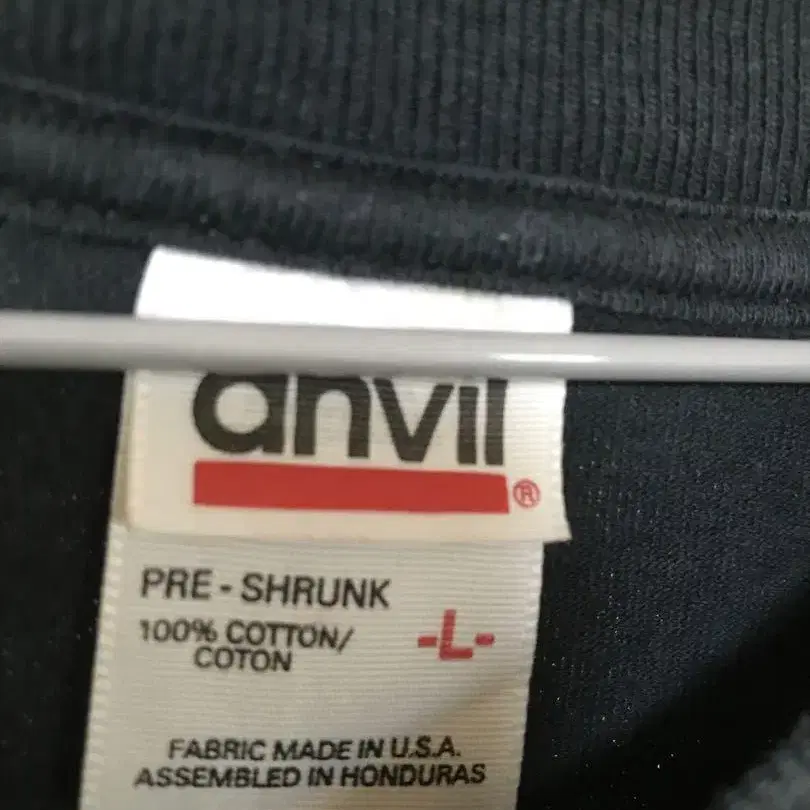 anvil
®
PRE - SHRUNK
100% COTTON/
COTON
-L-
FABRIC MADE IN U.S.A.
ASSEMBLED IN HONDURAS